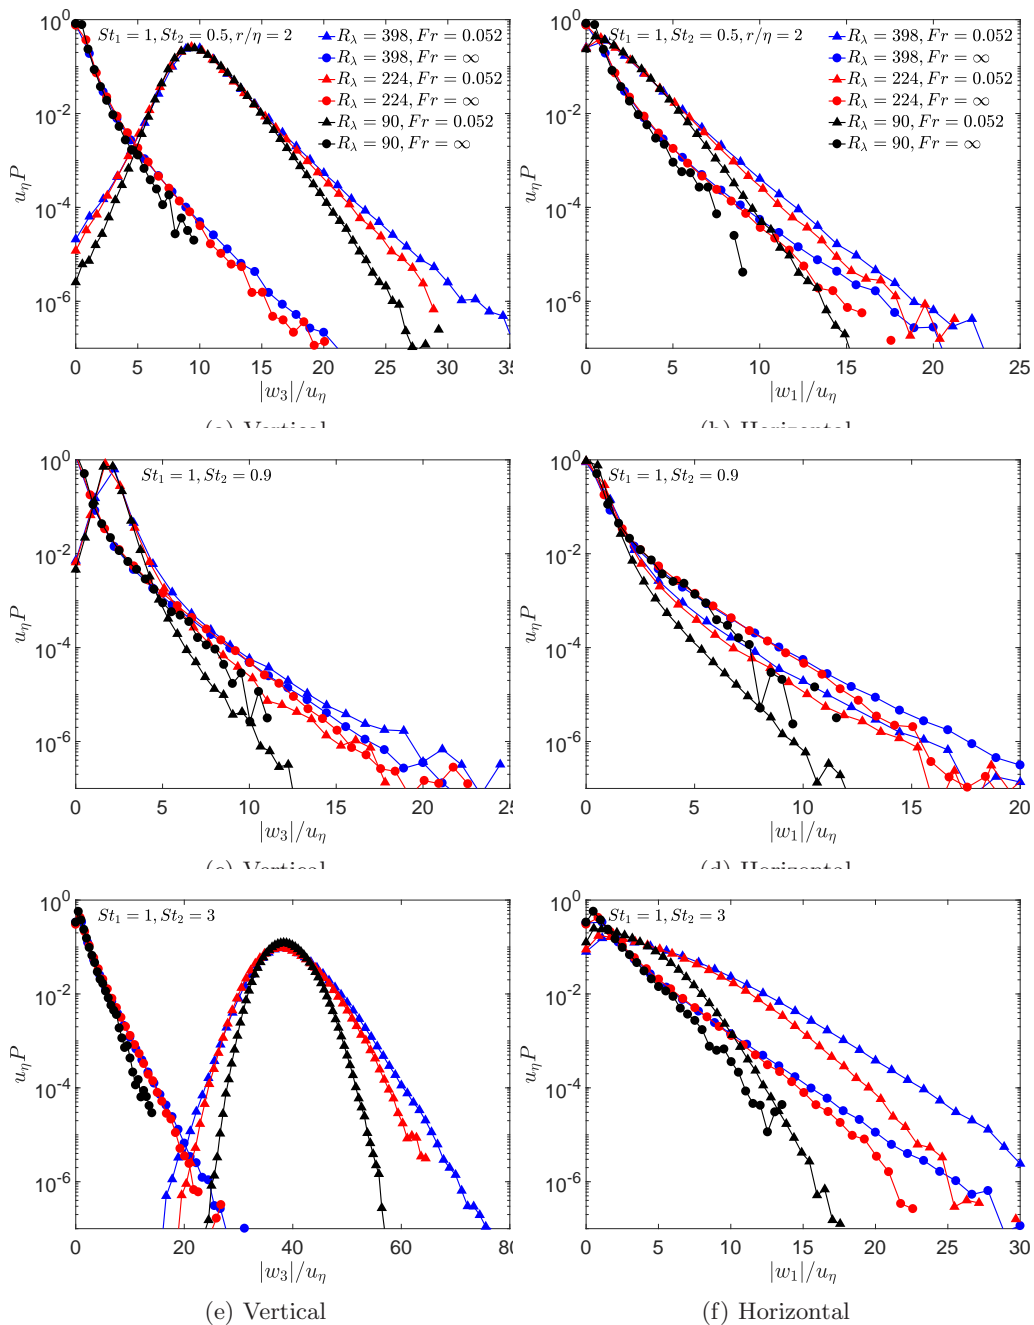 10^0
10^-2
10^-4
10^-6
u_η P
St_1 = 1, St_2 = 0.5, r/η = 2
R_λ = 398, Fr = 0.052
R_λ = 398, Fr = ∞
R_λ = 224, Fr = 0.052
R_λ = 224, Fr = ∞
R_λ = 90, Fr = 0.052
R_λ = 90, Fr = ∞
0 5 10 15 20 25 30 35
|w_3|/u_η
(a) Vertical
10^0
10^-2
10^-4
10^-6
u_η P
St_1 = 1, St_2 = 0.5, r/η = 2
R_λ = 398, Fr = 0.052
R_λ = 398, Fr = ∞
R_λ = 224, Fr = 0.052
R_λ = 224, Fr = ∞
R_λ = 90, Fr = 0.052
R_λ = 90, Fr = ∞
0 5 10 15 20 25
|w_1|/u_η
(b) Horizontal
10^0
10^-2
10^-4
10^-6
u_η P
St_1 = 1, St_2 = 0.9
0 5 10 15 20 25
|w_3|/u_η
(c) Vertical
10^0
10^-2
10^-4
10^-6
u_η P
St_1 = 1, St_2 = 0.9
0 5 10 15 20
|w_1|/u_η
(d) Horizontal
10^0
10^-2
10^-4
10^-6
u_η P
St_1 = 1, St_2 = 3
0 20 40 60 80
|w_3|/u_η
(e) Vertical
10^0
10^-2
10^-4
10^-6
u_η P
St_1 = 1, St_2 = 3
0 5 10 15 20 25 30
|w_1|/u_η
(f) Horizontal